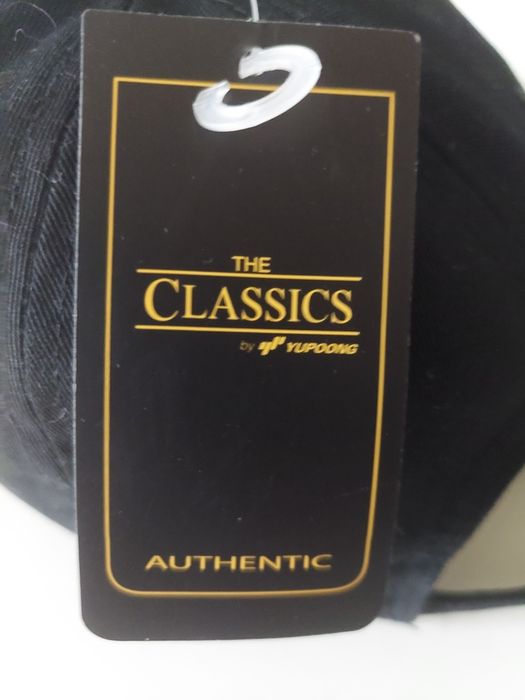 THE
CLASSICS
by YUPOONG
AUTHENTIC